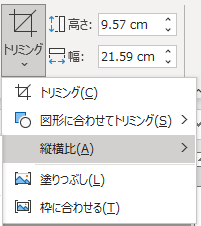 トリミング
高さ: 9.57 cm
幅: 21.59 cm
トリミング(C)
図形に合わせてトリミング(S)
縦横比(A)
塗りつぶし(L)
枠に合わせる(T)